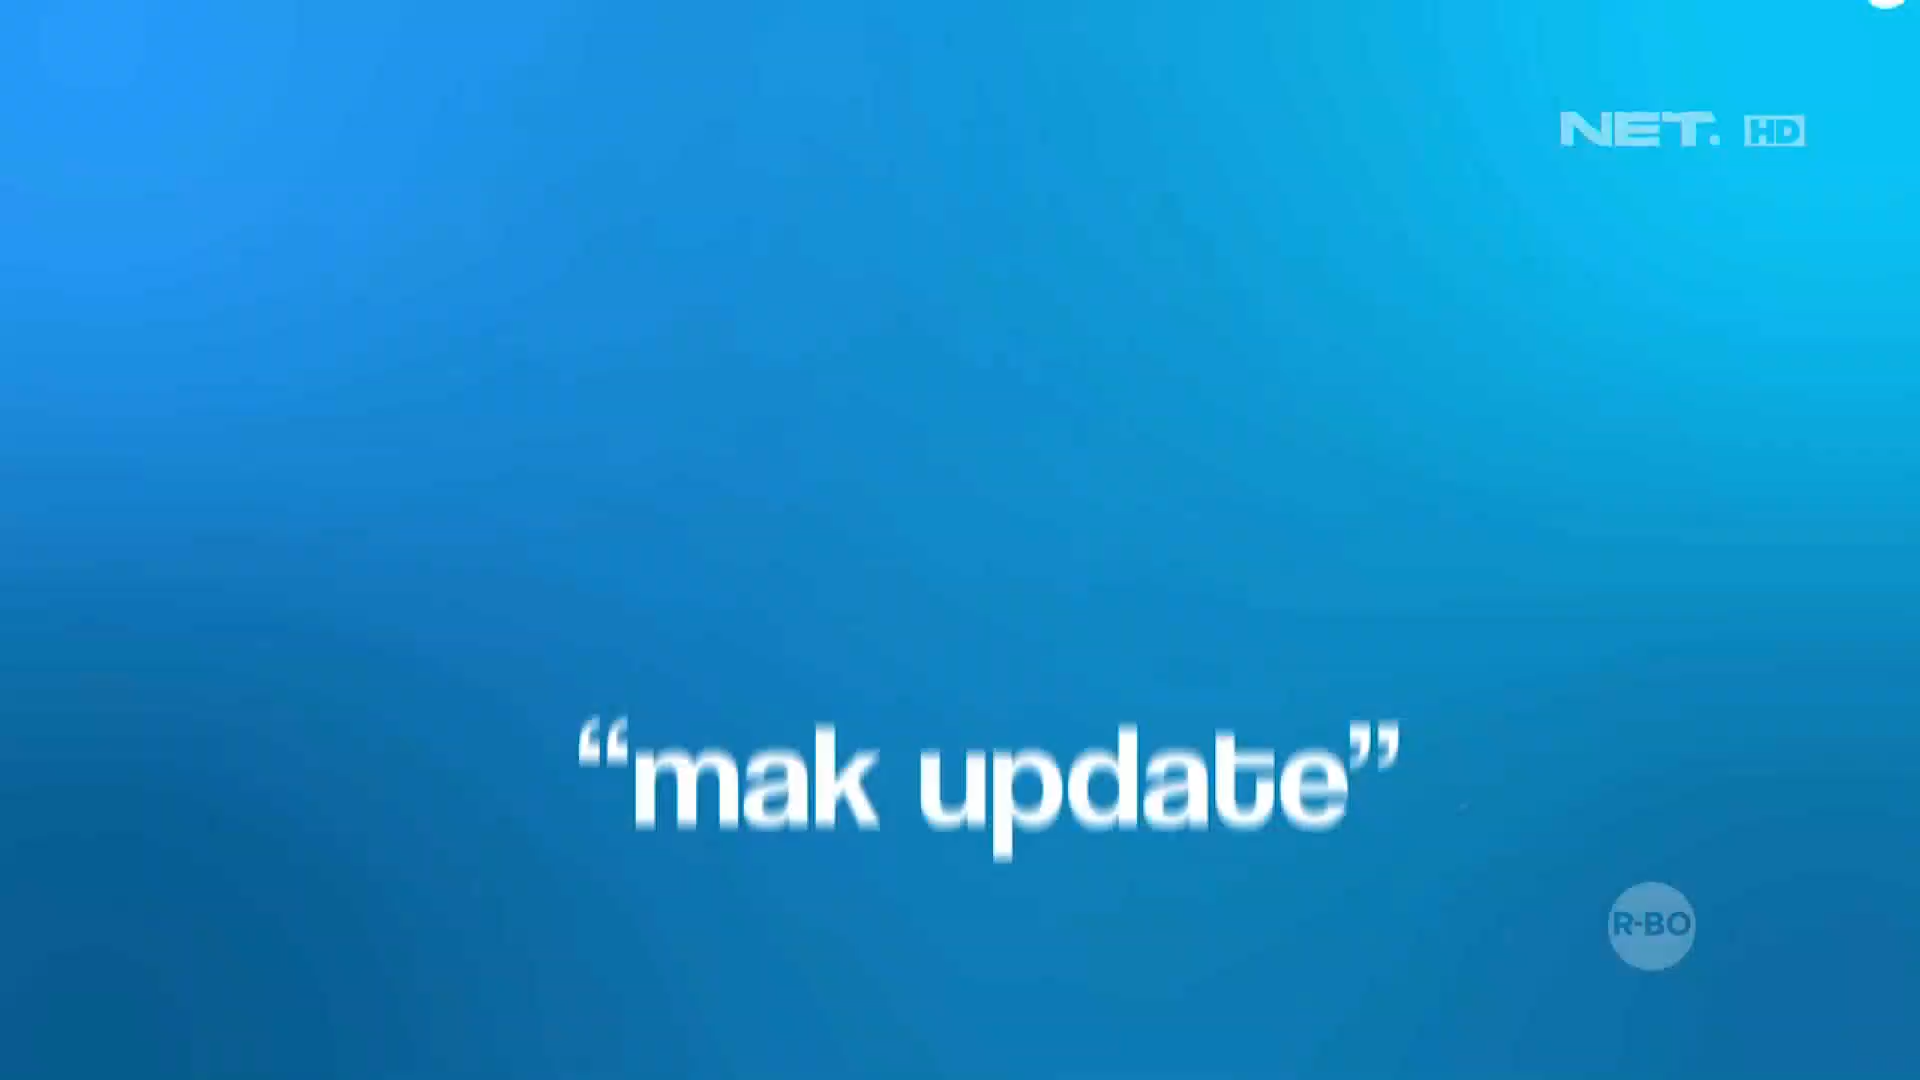 NET. HD
“mak update”
R-BO